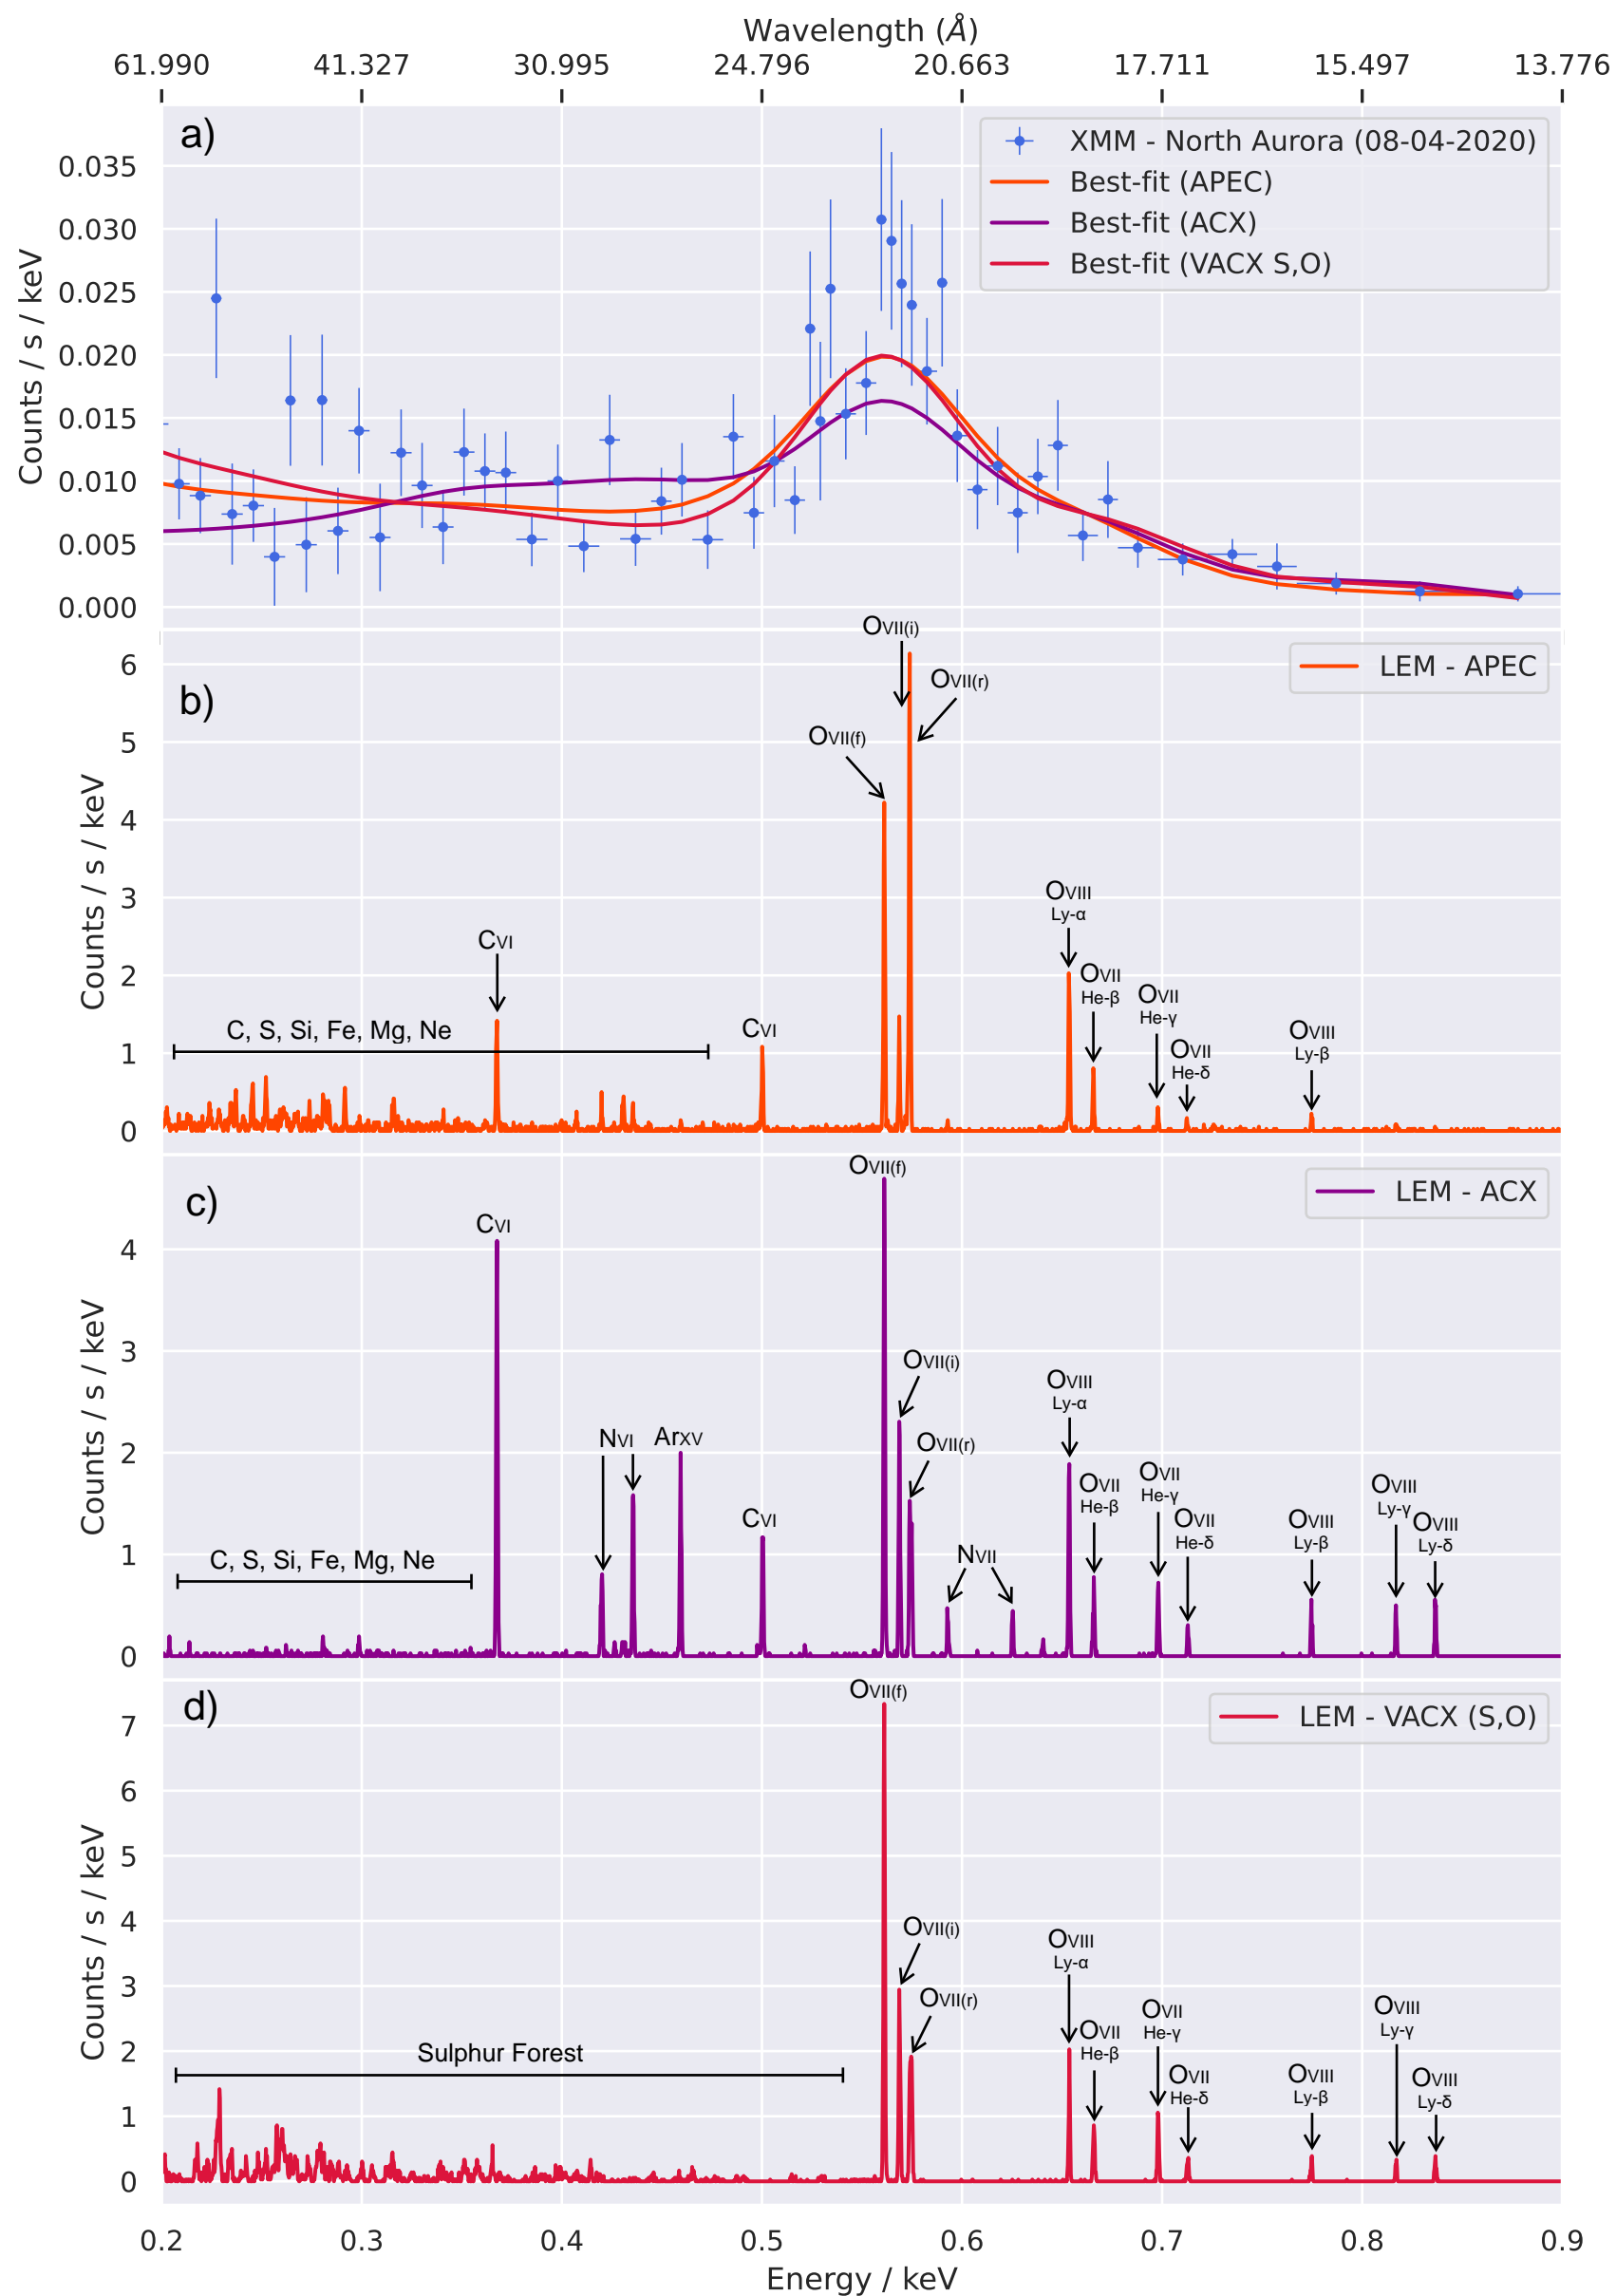 Wavelength (Å)
61.990 41.327 30.995 24.796 20.663 17.711 15.497 13.776
a)
XMM - North Aurora (08-04-2020)
Best-fit (APEC)
Best-fit (ACX)
Best-fit (VACX S,O)
0.035
0.030
0.025
0.020
0.015
0.010
0.005
0.000
Counts / s / keV
b)
LEM - APEC
OVII(i)
OVII(r)
OVII(f)
OVIII
Ly-α
OVII
He-β
OVII
He-γ
OVII
He-δ
OVIII
Ly-β
CVI
CVI
C, S, Si, Fe, Mg, Ne
6
5
4
3
2
1
0
Counts / s / keV
c)
LEM - ACX
OVII(f)
CVI
OVII(i)
OVII(r)
NVI
ArXV
CVI
NVII
OVIII
Ly-α
OVII
He-β
OVII
He-γ
OVII
He-δ
OVIII
Ly-β
OVIII
Ly-γ
OVIII
Ly-δ
C, S, Si, Fe, Mg, Ne
4
3
2
1
0
Counts / s / keV
d)
LEM - VACX (S,O)
OVII(f)
OVII(i)
OVII(r)
OVIII
Ly-α
OVII
He-β
OVII
He-γ
OVII
He-δ
OVIII
Ly-β
OVIII
Ly-γ
OVIII
Ly-δ
Sulphur Forest
7
6
5
4
3
2
1
0
Counts / s / keV
0.2 0.3 0.4 0.5 0.6 0.7 0.8 0.9
Energy / keV